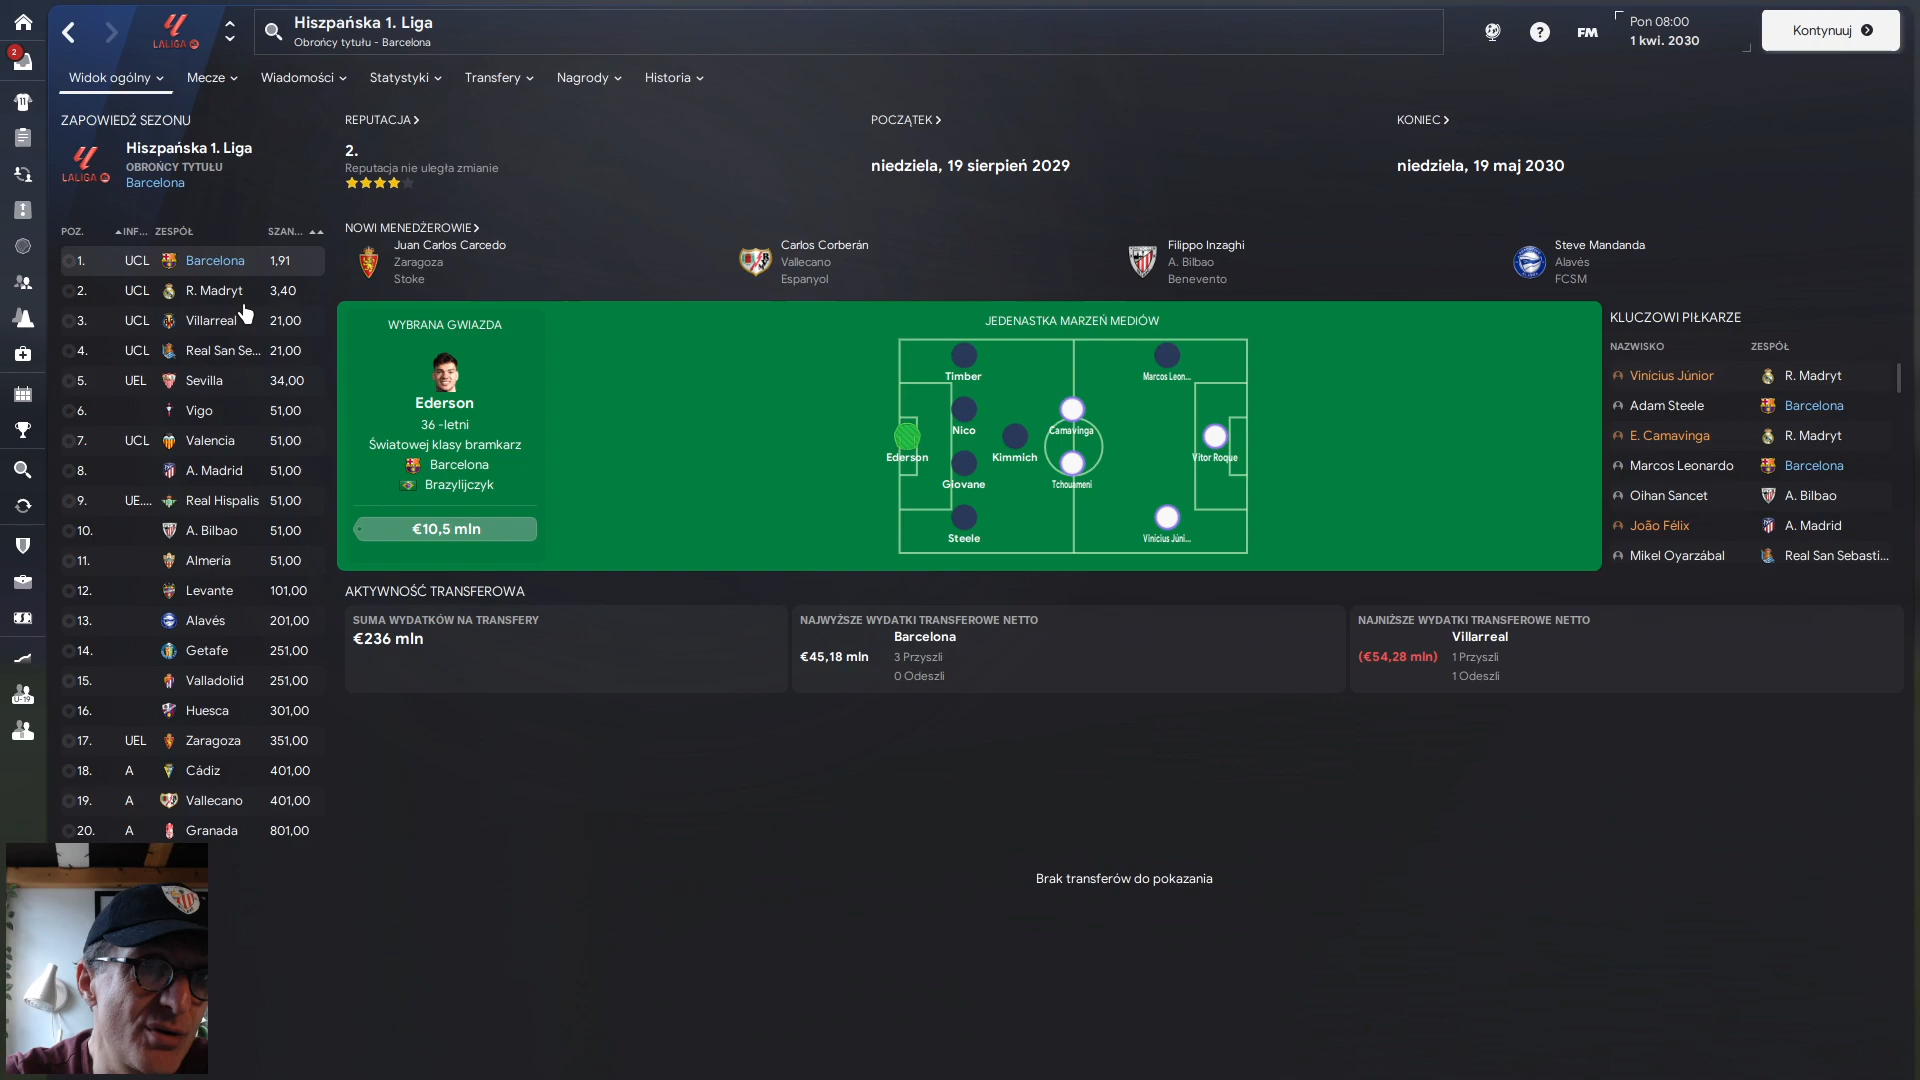 Hiszpańska 1. Liga
Obrońcy tytułu - Barcelona
LALIGA
FM
Pon 08:00
1 kwi. 2030
Kontynuuj
2
11
Widok ogólny
Mecze
Wiadomości
Statystyki
Transfery
Nagrody
Historia
ZAPOWIEDŹ SEZONU
Hiszpańska 1. Liga
OBROŃCY TYTUŁU
Barcelona
LALIGA
REPUTACJA
2.
Reputacja nie uległa zmianie
POCZĄTEK
niedziela, 19 sierpień 2029
KONIEC
niedziela, 19 maj 2030
POZ. INF... ZESPÓŁ SZAN...
1. UCL Barcelona 1,91
2. UCL R. Madryt 3,40
3. UCL Villarreal 21,00
4. UCL Real San Se... 21,00
5. UEL Sevilla 34,00
6. Vigo 51,00
7. UCL Valencia 51,00
8. A. Madrid 51,00
9. UE.... Real Hispalis 51,00
10. A. Bilbao 51,00
11. Almería 51,00
12. Levante 101,00
13. Alavés 201,00
14. Getafe 251,00
15. Valladolid 251,00
16. Huesca 301,00
17. UEL Zaragoza 351,00
18. A Cádiz 401,00
19. A Vallecano 401,00
20. A Granada 801,00
U-19
NOWI MENEDŻEROWIE
Juan Carlos Carcedo
Zaragoza
Stoke
Carlos Corberán
Vallecano
Espanyol
Filippo Inzaghi
A. Bilbao
Benevento
Steve Mandanda
Alavés
FCSM
WYBRANA GWIAZDA
Ederson
36 -letni
Światowej klasy bramkarz
Barcelona
Brazylijczyk
€10,5 mln
JEDENASTKA MARZEŃ MEDIÓW
Timber
Marcos Leon...
Nico
Camavinga
Ederson
Kimmich
Vitor Roque
Giovane
Tchouameni
Steele
Vinícius Júni...
KLUCZOWI PIŁKARZE
NAZWISKO ZESPÓŁ
Vinícius Júnior R. Madryt
Adam Steele Barcelona
E. Camavinga R. Madryt
Marcos Leonardo Barcelona
Oihan Sancet A. Bilbao
João Félix A. Madrid
Mikel Oyarzábal Real San Sebasti...
AKTYWNOŚĆ TRANSFEROWA
SUMA WYDATKÓW NA TRANSFERY
€236 mln
NAJWYŻSZE WYDATKI TRANSFEROWE NETTO
Barcelona
€45,18 mln
3 Przyszli
0 Odeszli
NAJNIŻSZE WYDATKI TRANSFEROWE NETTO
Villarreal
(€54,28 mln)
1 Przyszli
1 Odeszli
Brak transferów do pokazania